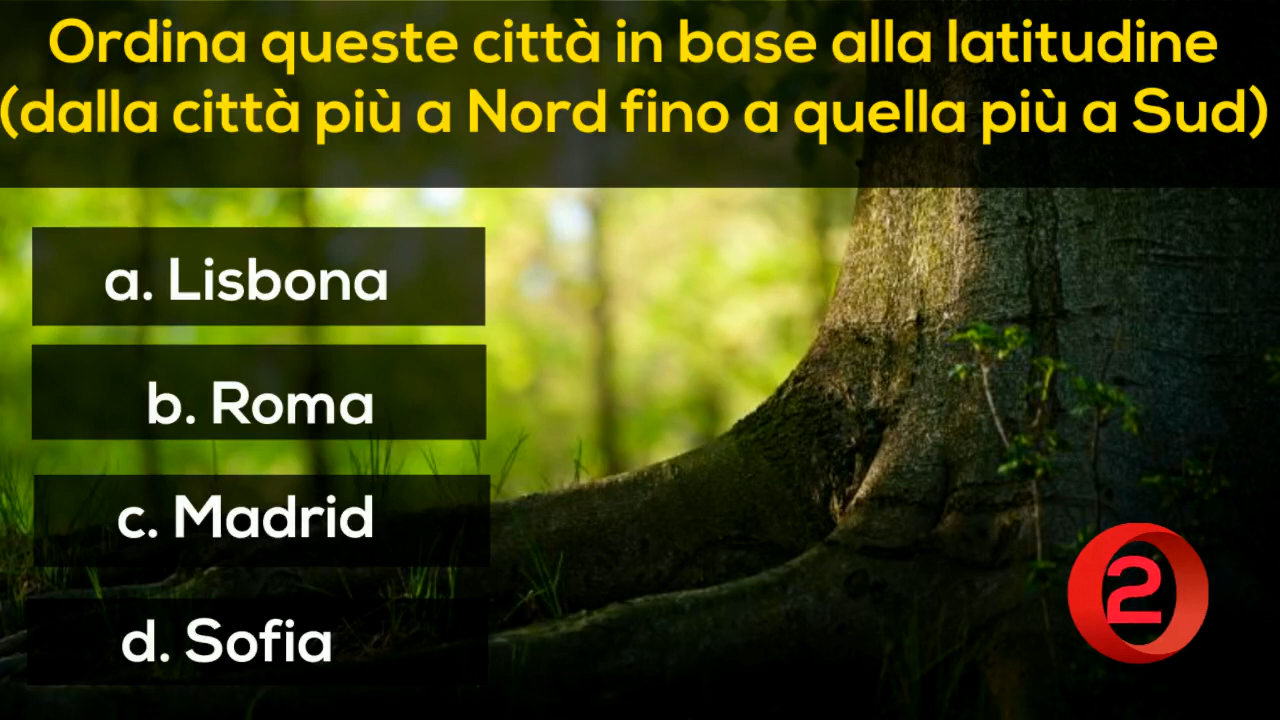 Ordina queste città in base alla latitudine
(dalla città più a Nord fino a quella più a Sud)
a. Lisbona
b. Roma
c. Madrid
d. Sofia
2